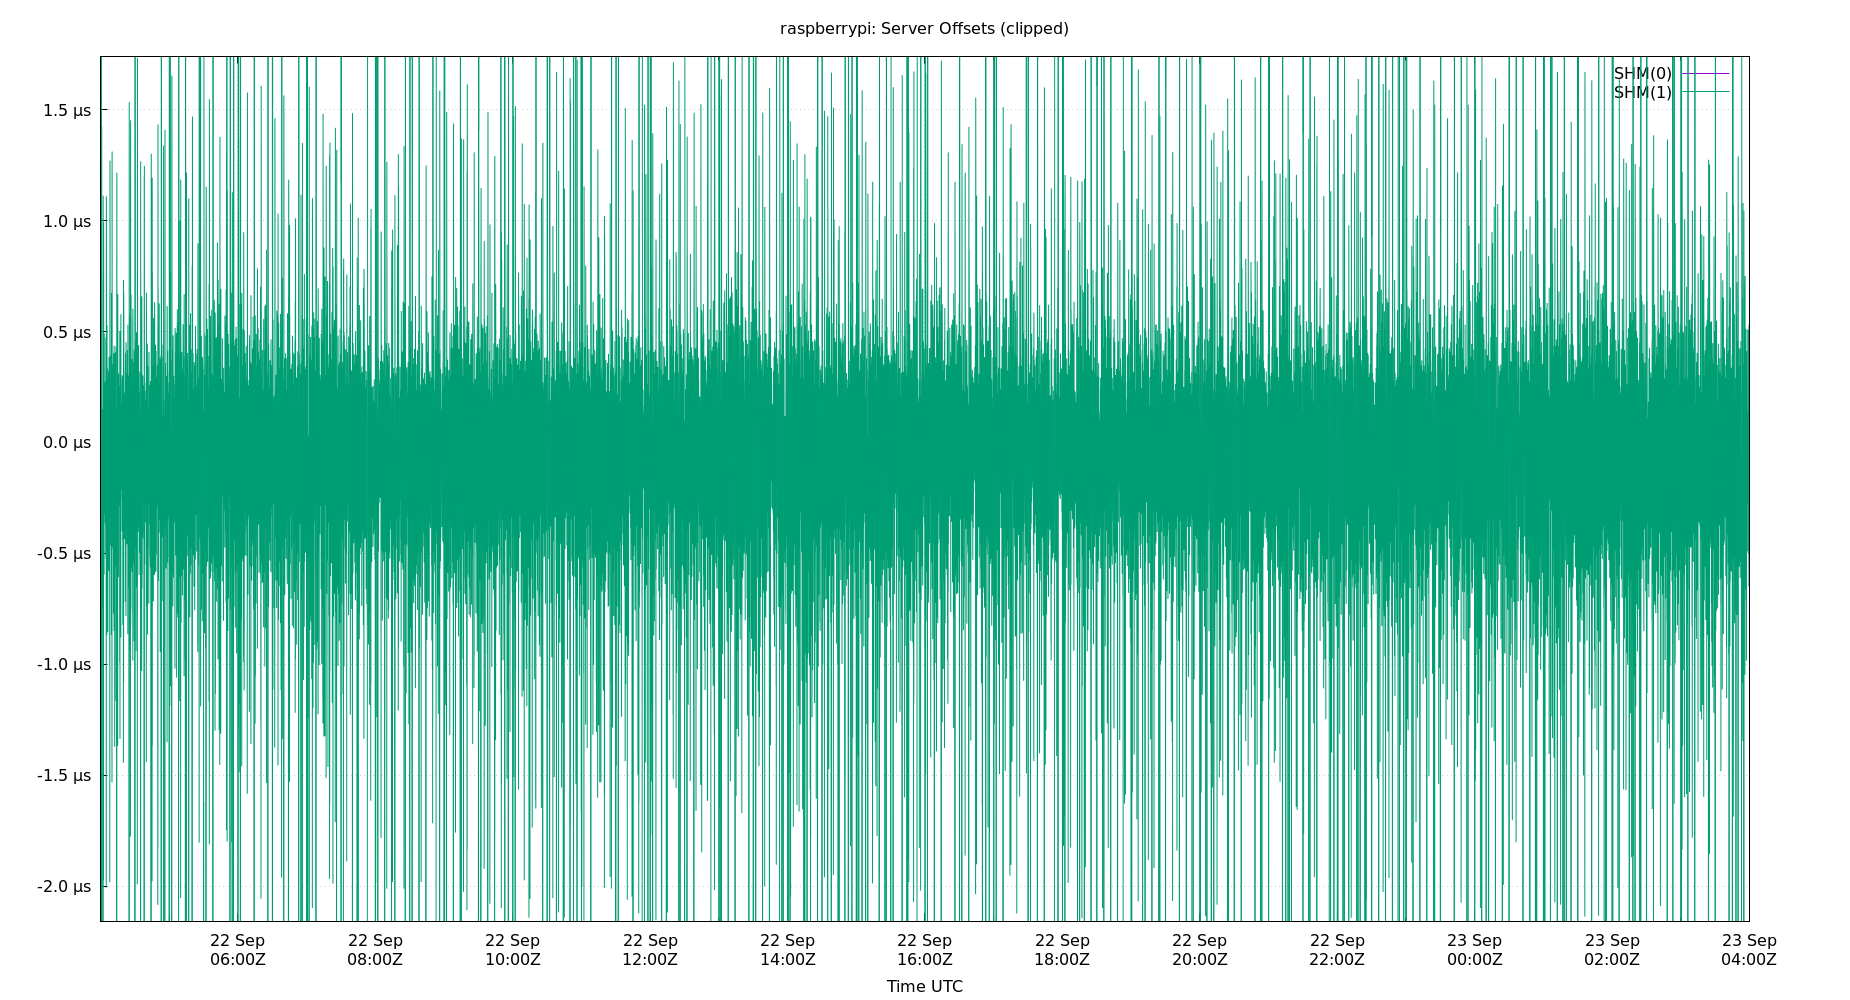 raspberrypi: Server Offsets (clipped)
SHM(0)
SHM(1)
1.5 µs
1.0 µs
0.5 µs
0.0 µs
-0.5 µs
-1.0 µs
-1.5 µs
-2.0 µs
22 Sep 22 Sep 22 Sep 22 Sep 22 Sep 22 Sep 22 Sep 22 Sep 22 Sep 23 Sep 23 Sep 23 Sep
06:00Z 08:00Z 10:00Z 12:00Z 14:00Z 16:00Z 18:00Z 20:00Z 22:00Z 00:00Z 02:00Z 04:00Z
Time UTC